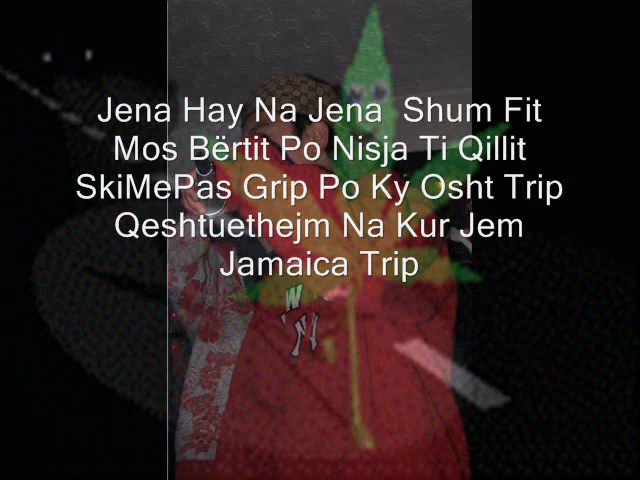 Jena Hay Na Jena  Shum Fit
Mos Bërtit Po Nisja Ti Qillit
SkiMePas Grip Po Ky Osht Trip
Qeshtuethejm Na Kur Jem
Jamaica Trip